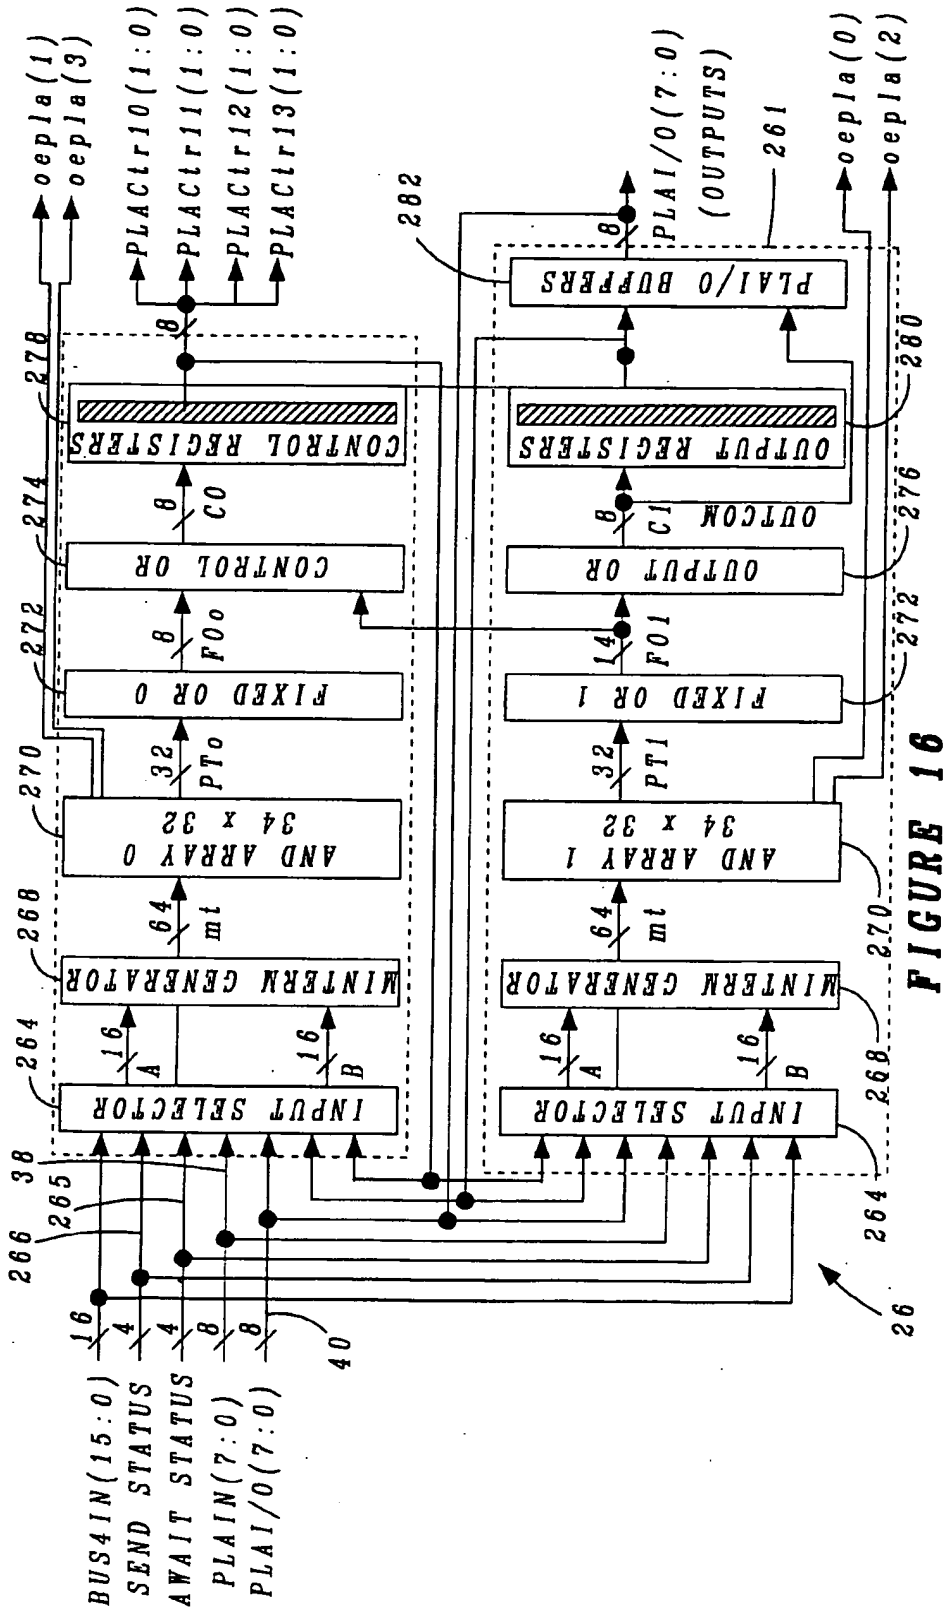 oepla(1)
oepla(3)
PLACtr10(1:0)
PLACtr11(1:0)
PLACtr12(1:0)
PLACtr13(1:0)
278
274
272
270
268
264
38
265
266
8
CONTROL REGISTERS
8
C0
CONTROL OR
8
F0o
FIXED OR 0
32
PTo
AND ARRAY 0
34 x 32
64
mt
MINTERM GENERATOR
16
A
16
B
INPUT SELECTOR
BUS4IN(15:0)
16
SEND STATUS
4
AWAIT STATUS
4
PLAIN(7:0)
8
PLAI/O(7:0)
8
40
282
8
PLAI/O(7:0)
(OUTPUTS)
261
oepla(0)
oepla(2)
PLAI/O BUFFERS
280
OUTPUT REGISTERS
8
C1
OUTCOM
276
OUTPUT OR
14
F01
272
FIXED OR 1
32
PT1
AND ARRAY 1
34 x 32
270
64
mt
MINTERM GENERATOR
268
16
A
16
B
INPUT SELECTOR
264
26
FIGURE 16